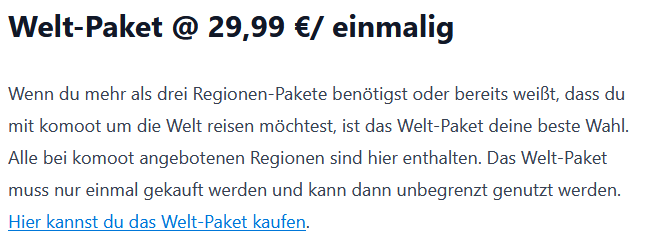 Welt-Paket @ 29,99 €/ einmalig
Wenn du mehr als drei Regionen-Pakete benötigst oder bereits weißt, dass du
mit komoot um die Welt reisen möchtest, ist das Welt-Paket deine beste Wahl.
Alle bei komoot angebotenen Regionen sind hier enthalten. Das Welt-Paket
muss nur einmal gekauft werden und kann dann unbegrenzt genutzt werden.
Hier kannst du das Welt-Paket kaufen.